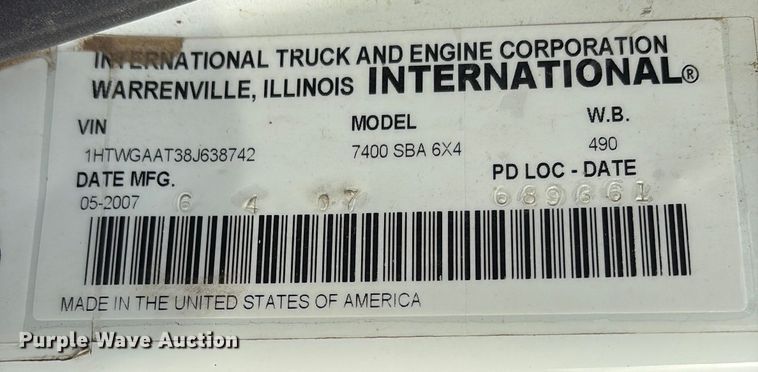 INTERNATIONAL TRUCK AND ENGINE CORPORATION
WARRENVILLE, ILLINOIS INTERNATIONAL®
VIN MODEL W.B.
1HTWGAAT38J638742 7400 SBA 6X4 490
DATE MFG. PD LOC - DATE
05-2007 6 4 07 689661
MADE IN THE UNITED STATES OF AMERICA
Purple Wave Auction